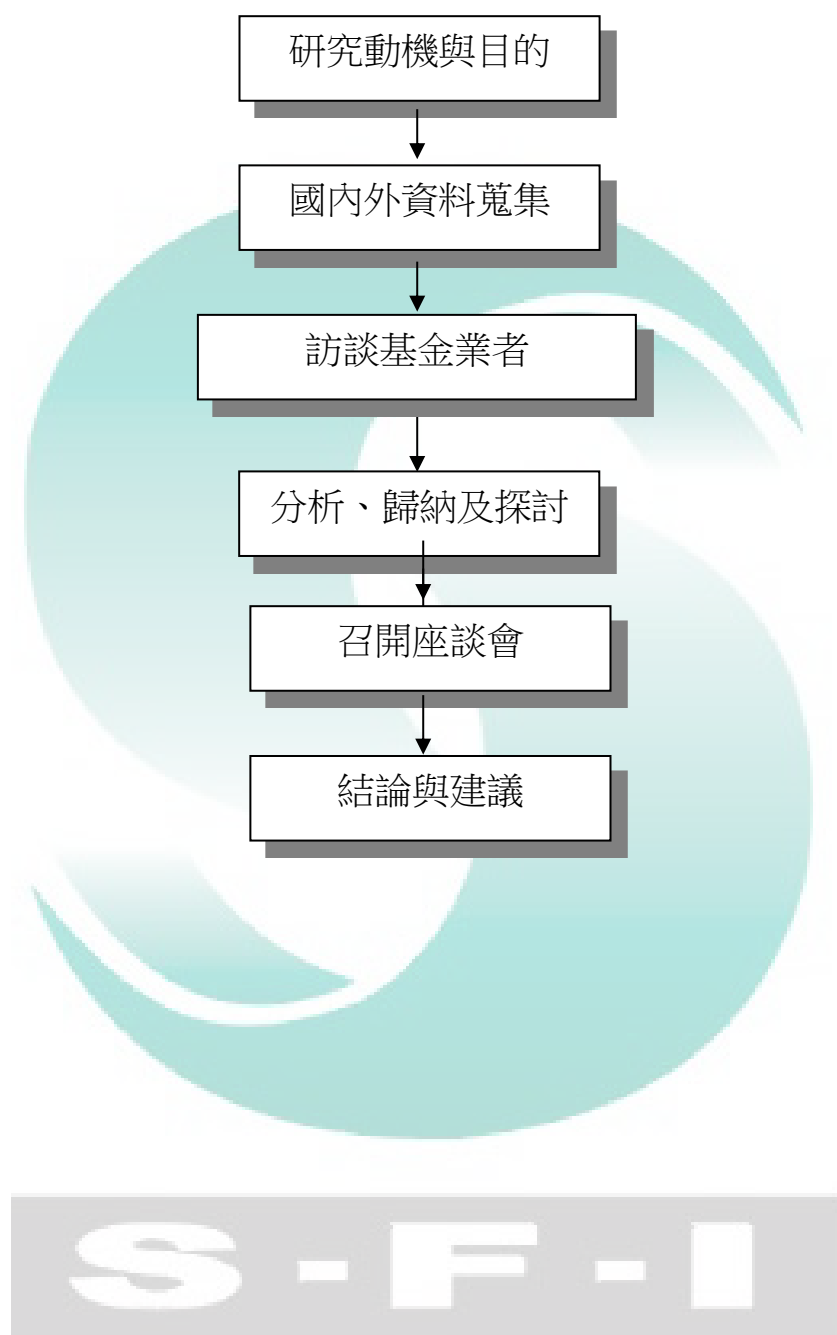 研究動機與目的
國內外資料蒐集
訪談基金業者
分析、歸納及探討
召開座談會
結論與建議
S-F-I